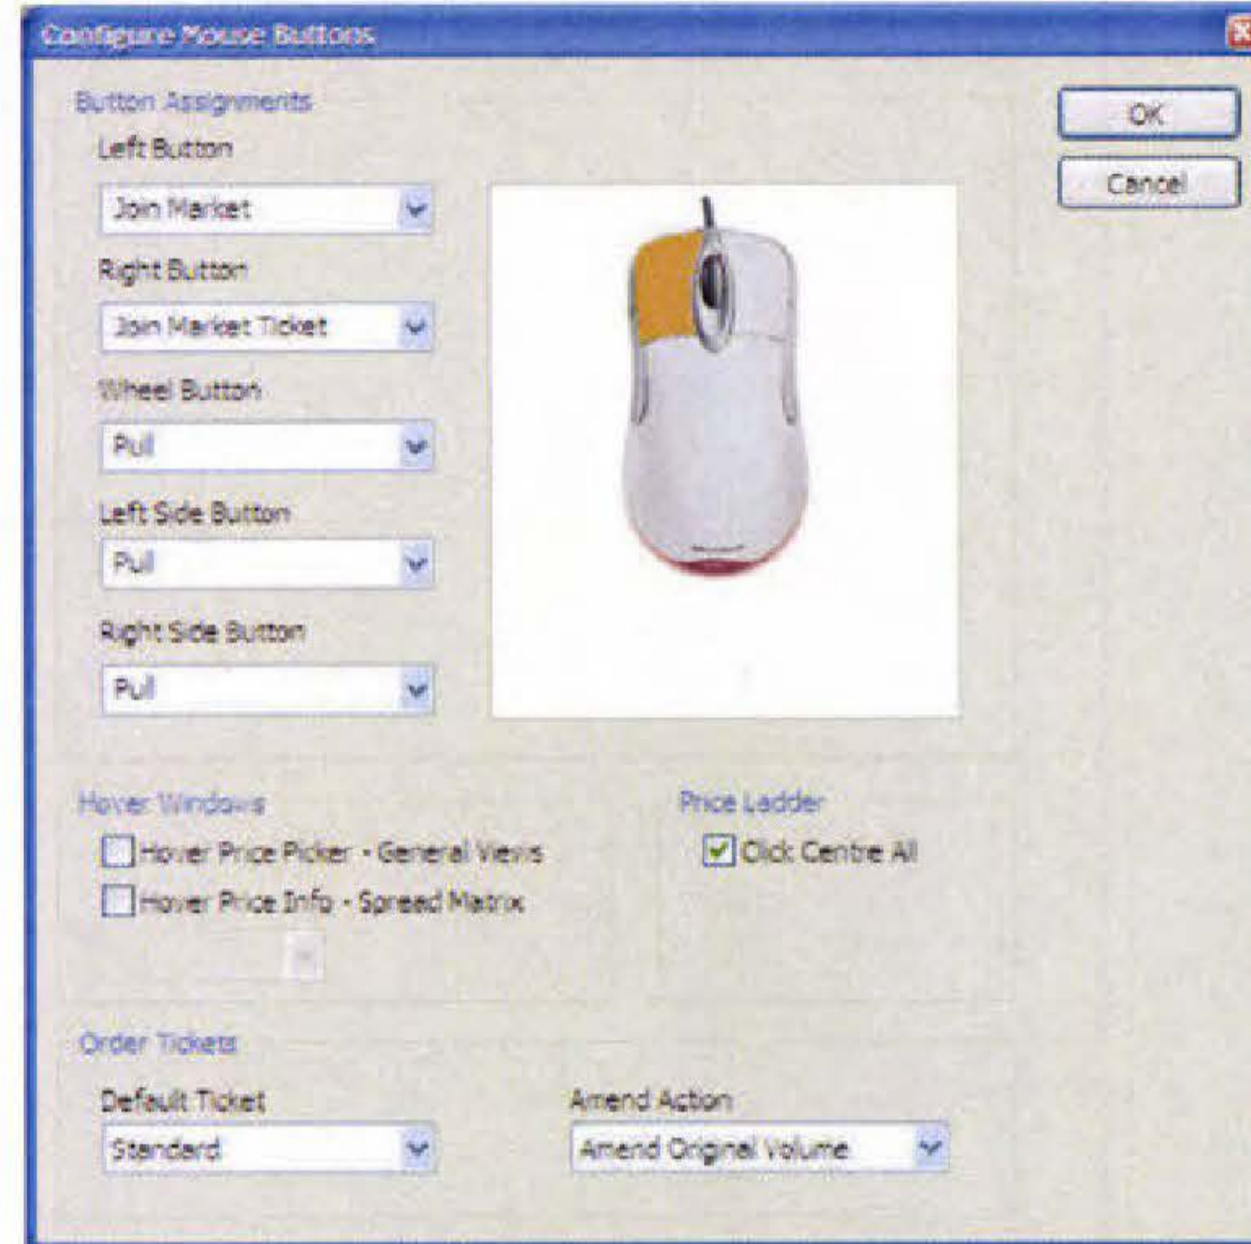 Configure Mouse Buttons
Button Assignments
OK
Left Button
Cancel
Join Market
Right Button
Join Market Ticket
Wheel Button
Pull
Left Side Button
Pull
Right Side Button
Pull
Hover Windows
Price Ladder
Hover Price Picker - General Views
Click Centre All
Hover Price Info - Spread Matrix
Order Tickets
Default Ticket
Amend Action
Standard
Amend Original Volume